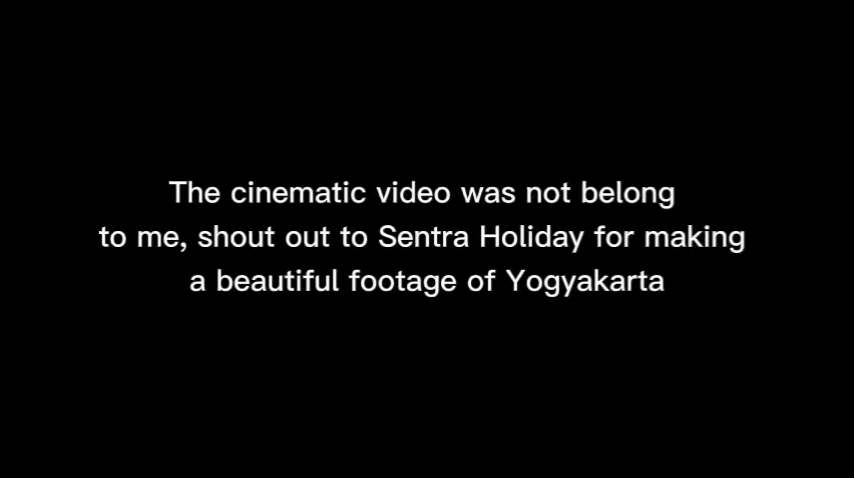 The cinematic video was not belong
to me, shout out to Sentra Holiday for making
a beautiful footage of Yogyakarta